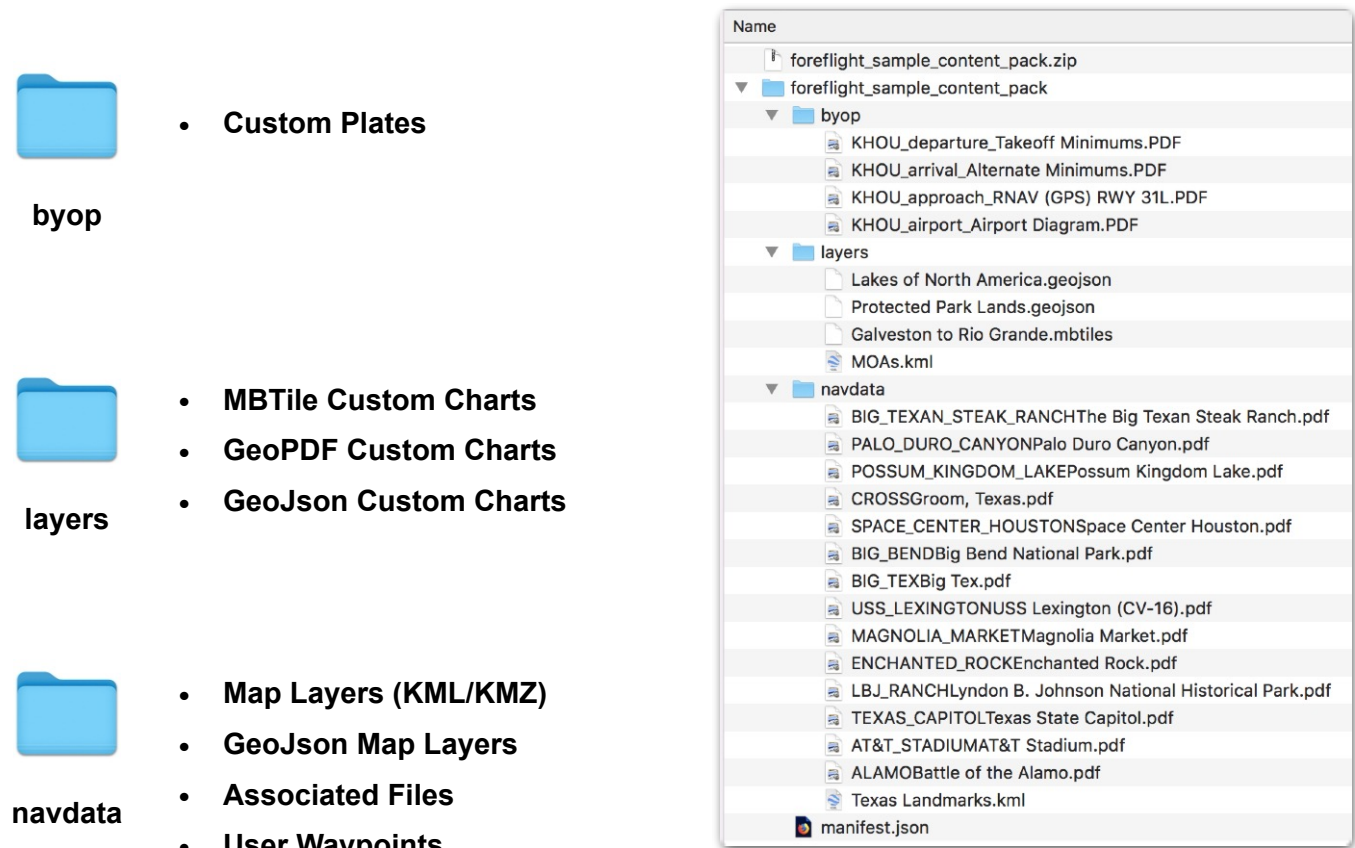 byop
• Custom Plates
layers
• MBTile Custom Charts
• GeoPDF Custom Charts
• GeoJson Custom Charts
navdata
• Map Layers (KML/KMZ)
• GeoJson Map Layers
• Associated Files
• User Waypoints
Name
foreflight_sample_content_pack.zip
foreflight_sample_content_pack
byop
KHOU_departure_Takeoff Minimums.PDF
KHOU_arrival_Alternate Minimums.PDF
KHOU_approach_RNAV (GPS) RWY 31L.PDF
KHOU_airport_Airport Diagram.PDF
layers
Lakes of North America.geojson
Protected Park Lands.geojson
Galveston to Rio Grande.mbtiles
MOAs.kml
navdata
BIG_TEXAN_STEAK_RANCHThe Big Texan Steak Ranch.pdf
PALO_DURO_CANYONPalo Duro Canyon.pdf
POSSUM_KINGDOM_LAKEPossum Kingdom Lake.pdf
CROSSGroom, Texas.pdf
SPACE_CENTER_HOUSTONSpace Center Houston.pdf
BIG_BENDBig Bend National Park.pdf
BIG_TEXBig Tex.pdf
USS_LEXINGTONUSS Lexington (CV-16).pdf
MAGNOLIA_MARKETMagnolia Market.pdf
ENCHANTED_ROCKEnchanted Rock.pdf
LBJ_RANCHLyndon B. Johnson National Historical Park.pdf
TEXAS_CAPITOLTexas State Capitol.pdf
AT&T_STADIUMAT&T Stadium.pdf
ALAMOBattle of the Alamo.pdf
Texas Landmarks.kml
manifest.json